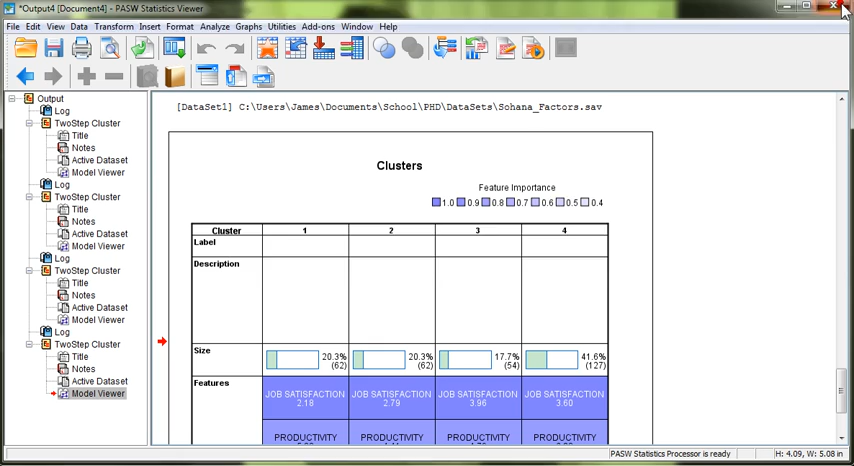 *Output4 [Document4] - PASW Statistics Viewer
File Edit View Data Transform Insert Format Analyze Graphs Utilities Add-ons Window Help
Output
Log
TwoStep Cluster
Title
Notes
Active Dataset
Model Viewer
Log
TwoStep Cluster
Title
Notes
Active Dataset
Model Viewer
Log
TwoStep Cluster
Title
Notes
Active Dataset
Model Viewer
Log
TwoStep Cluster
Title
Notes
Active Dataset
Model Viewer
[DataSet1] C:\Users\James\Documents\School\PHD\DataSets\Sohana_Factors.sav
Clusters
Feature Importance
1.0 0.9 0.8 0.7 0.6 0.5 0.4
Cluster 1 2 3 4
Label
Description
Size 20.3% 20.3% 17.7% 41.6%
(62) (62) (54) (127)
Features
JOB SATISFACTION JOB SATISFACTION JOB SATISFACTION JOB SATISFACTION
2.18 2.79 3.96 3.60
PRODUCTIVITY PRODUCTIVITY PRODUCTIVITY PRODUCTIVITY
PASW Statistics Processor is ready H: 4.09, W: 5.08 in